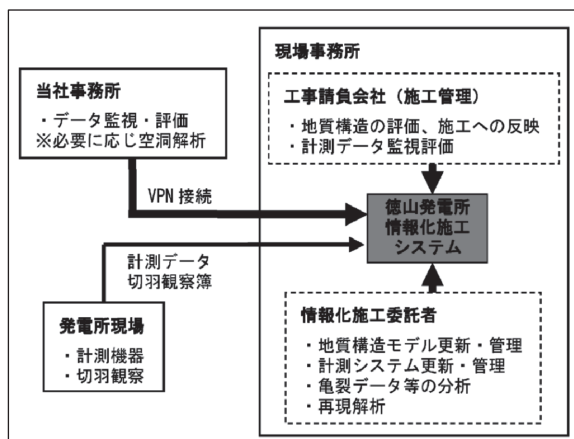 現場事務所
当社事務所
・データ監視・評価
※必要に応じ空洞解析
工事請負会社（施工管理）
・地質構造の評価、施工への反映
・計測データ監視評価
VPN 接続
徳山発電所
情報化施工
システム
計測データ
切羽観察簿
発電所現場
・計測機器
・切羽観察
情報化施工委託者
・地質構造モデル更新・管理
・計測システム更新・管理
・亀裂データ等の分析
・再現解析